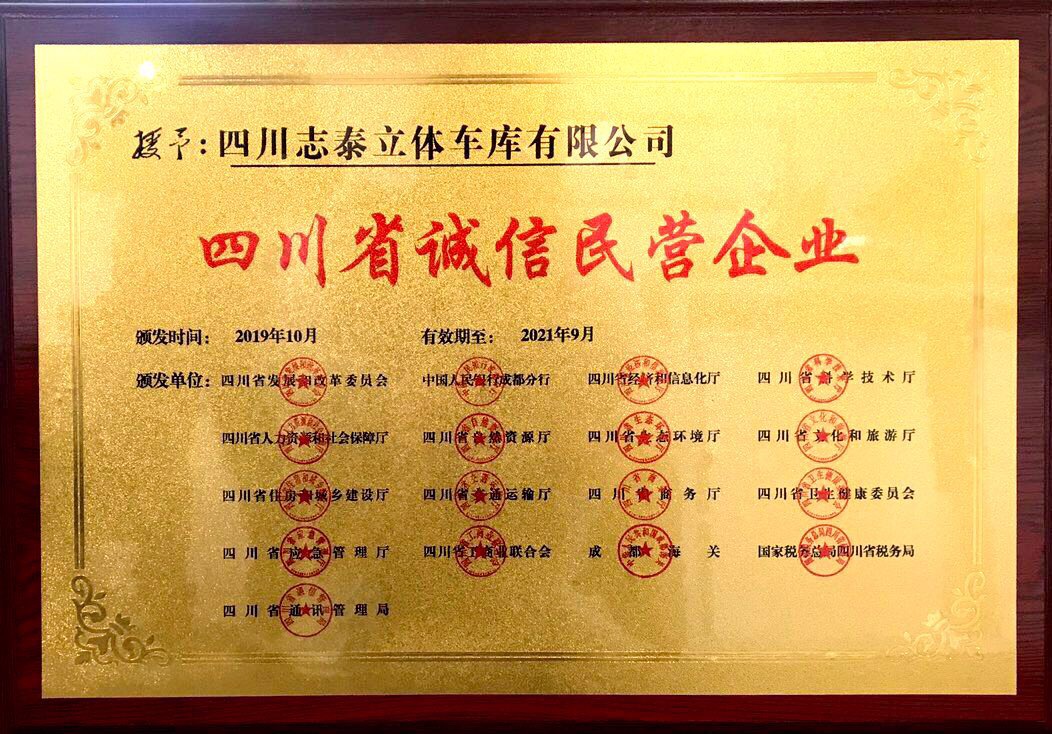 授予:四川志泰立体车库有限公司
四川省诚信民营企业
颁发时间: 2019年10月 有效期至: 2021年9月
颁发单位: 四川省发展和改革委员会 中国人民银行成都分行 四川省经济和信息化厅 四川省科学技术厅
四川省人力资源和社会保障厅 四川省自然资源厅 四川省生态环境厅 四川省文化和旅游厅
四川省住房和城乡建设厅 四川省交通运输厅 四川省商务厅 四川省卫生健康委员会
四川省应急管理厅 四川省工商业联合会 成都海关 国家税务总局四川省税务局
四川省通讯管理局